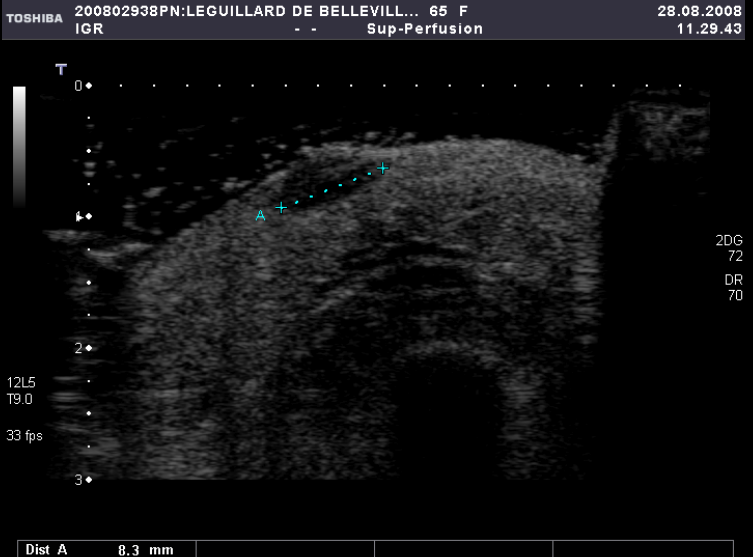 TOSHIBA 200802938PN:LEGUILLARD DE BELLEVILL... 65 F 28.08.2008
IGR - - Sup-Perfusion 11.29.43
T
0
A
1
2DG
72
DR
70
2
12L5
T9.0
33 fps
3
Dist A 8.3 mm